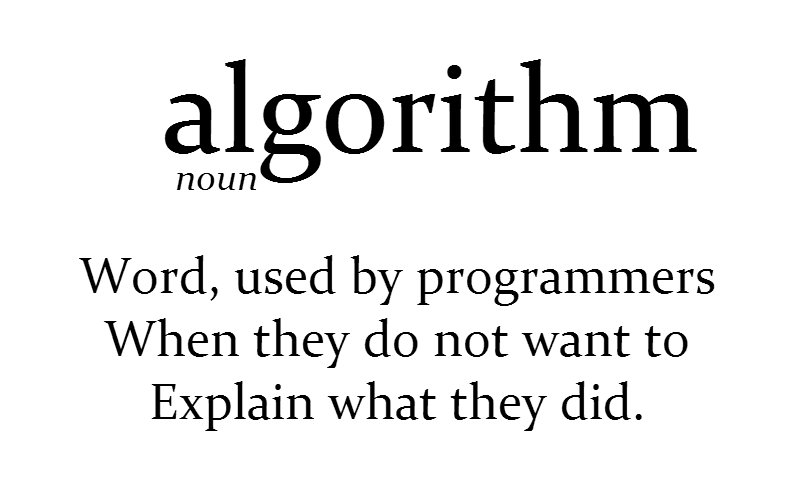 algorithm
noun
Word, used by programmers
When they do not want to
Explain what they did.